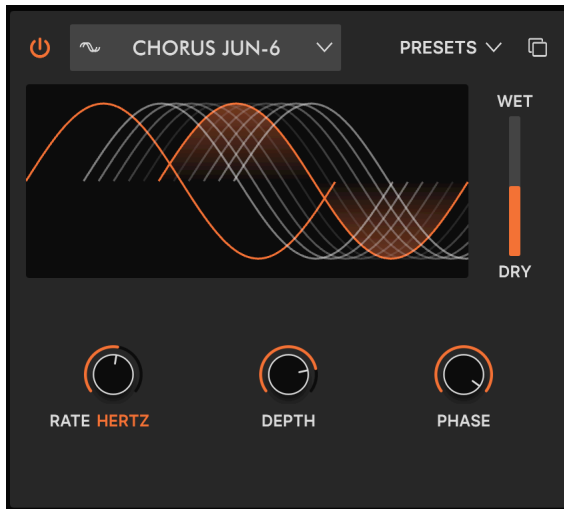 CHORUS JUN-6
PRESETS
WET
DRY
RATE HERTZ
DEPTH
PHASE